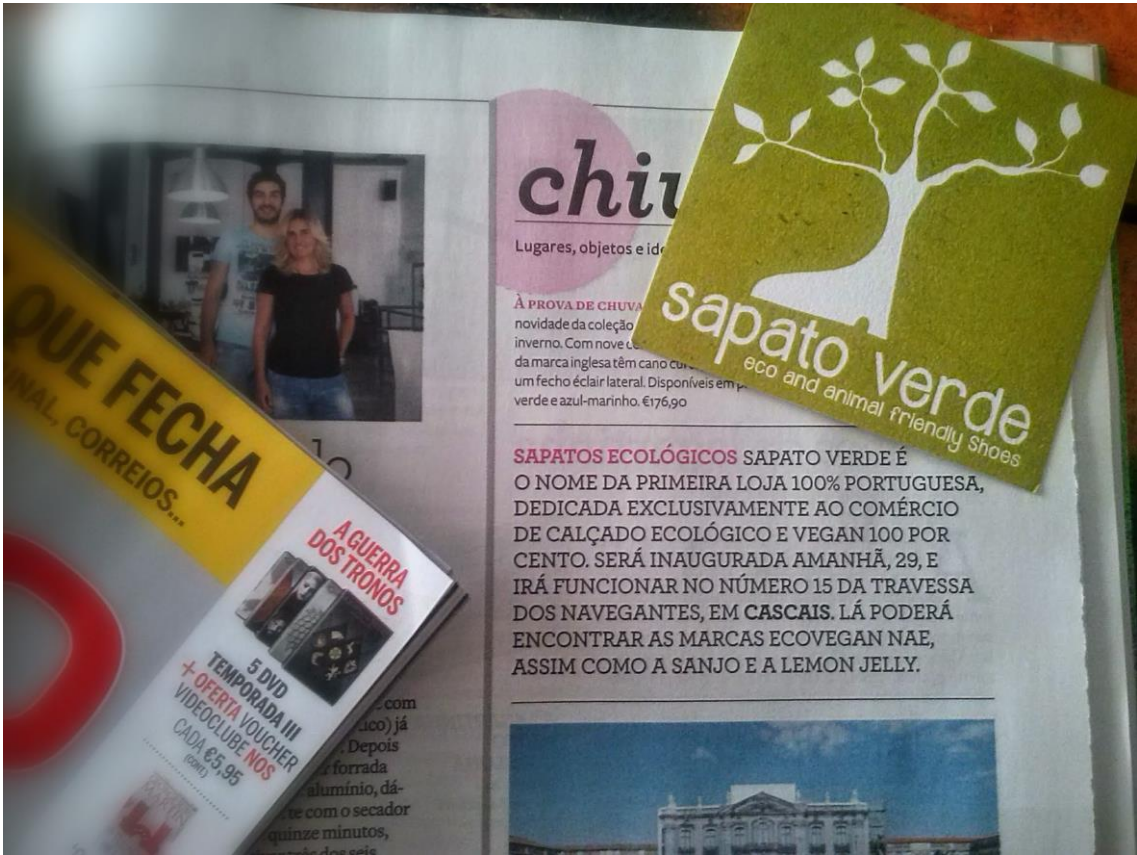 chiu
Lugares, objetos e
À PROVA DE CHUVA
novidade da coleção
inverno. Com nove
da marca inglesa têm cano
um fecho éclair lateral. Disponíveis em
verde e azul-marinho. €176,90
SAPATOS ECOLÓGICOS SAPATO VERDE É
O NOME DA PRIMEIRA LOJA 100% PORTUGUESA,
DEDICADA EXCLUSIVAMENTE AO COMÉRCIO
DE CALÇADO ECOLÓGICO E VEGAN 100 POR
CENTO. SERÁ INAUGURADA AMANHÃ, 29, E
IRÁ FUNCIONAR NO NÚMERO 15 DA TRAVESSA
DOS NAVEGANTES, EM CASCAIS. LÁ PODERÁ
ENCONTRAR AS MARCAS ECOVEGAN NAE,
ASSIM COMO A SANJO E A LEMON JELLY.
sapato verde
eco and animal friendly shoes
QUE FECHA
CORREIOS...
A GUERRA
DOS TRONOS
5 DVD
TEMPORADA III
+ OFERTA VOUCHER
VIDEOCLUBE NOS
CADA €5,95
(CONT.)
com
já
Depois
forrada
alumínio, dá-
te com o secador
quinze minutos,
dos seis